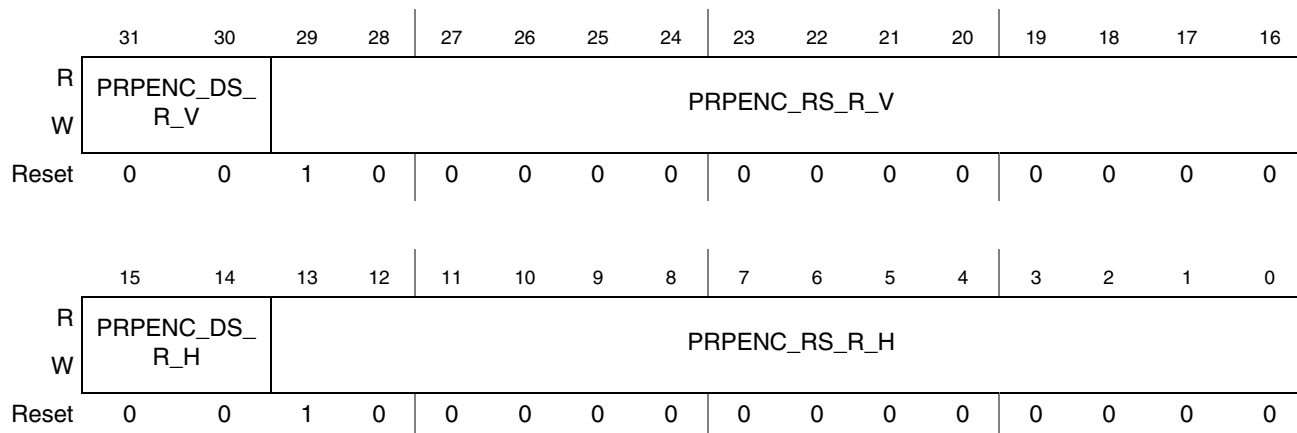 31 30 29 28 27 26 25 24 23 22 21 20 19 18 17 16
R
W
PRPENC_DS_
R_V
PRPENC_RS_R_V
Reset 0 0 1 0 0 0 0 0 0 0 0 0 0 0 0 0
15 14 13 12 11 10 9 8 7 6 5 4 3 2 1 0
R
W
PRPENC_DS_
R_H
PRPENC_RS_R_H
Reset 0 0 1 0 0 0 0 0 0 0 0 0 0 0 0 0